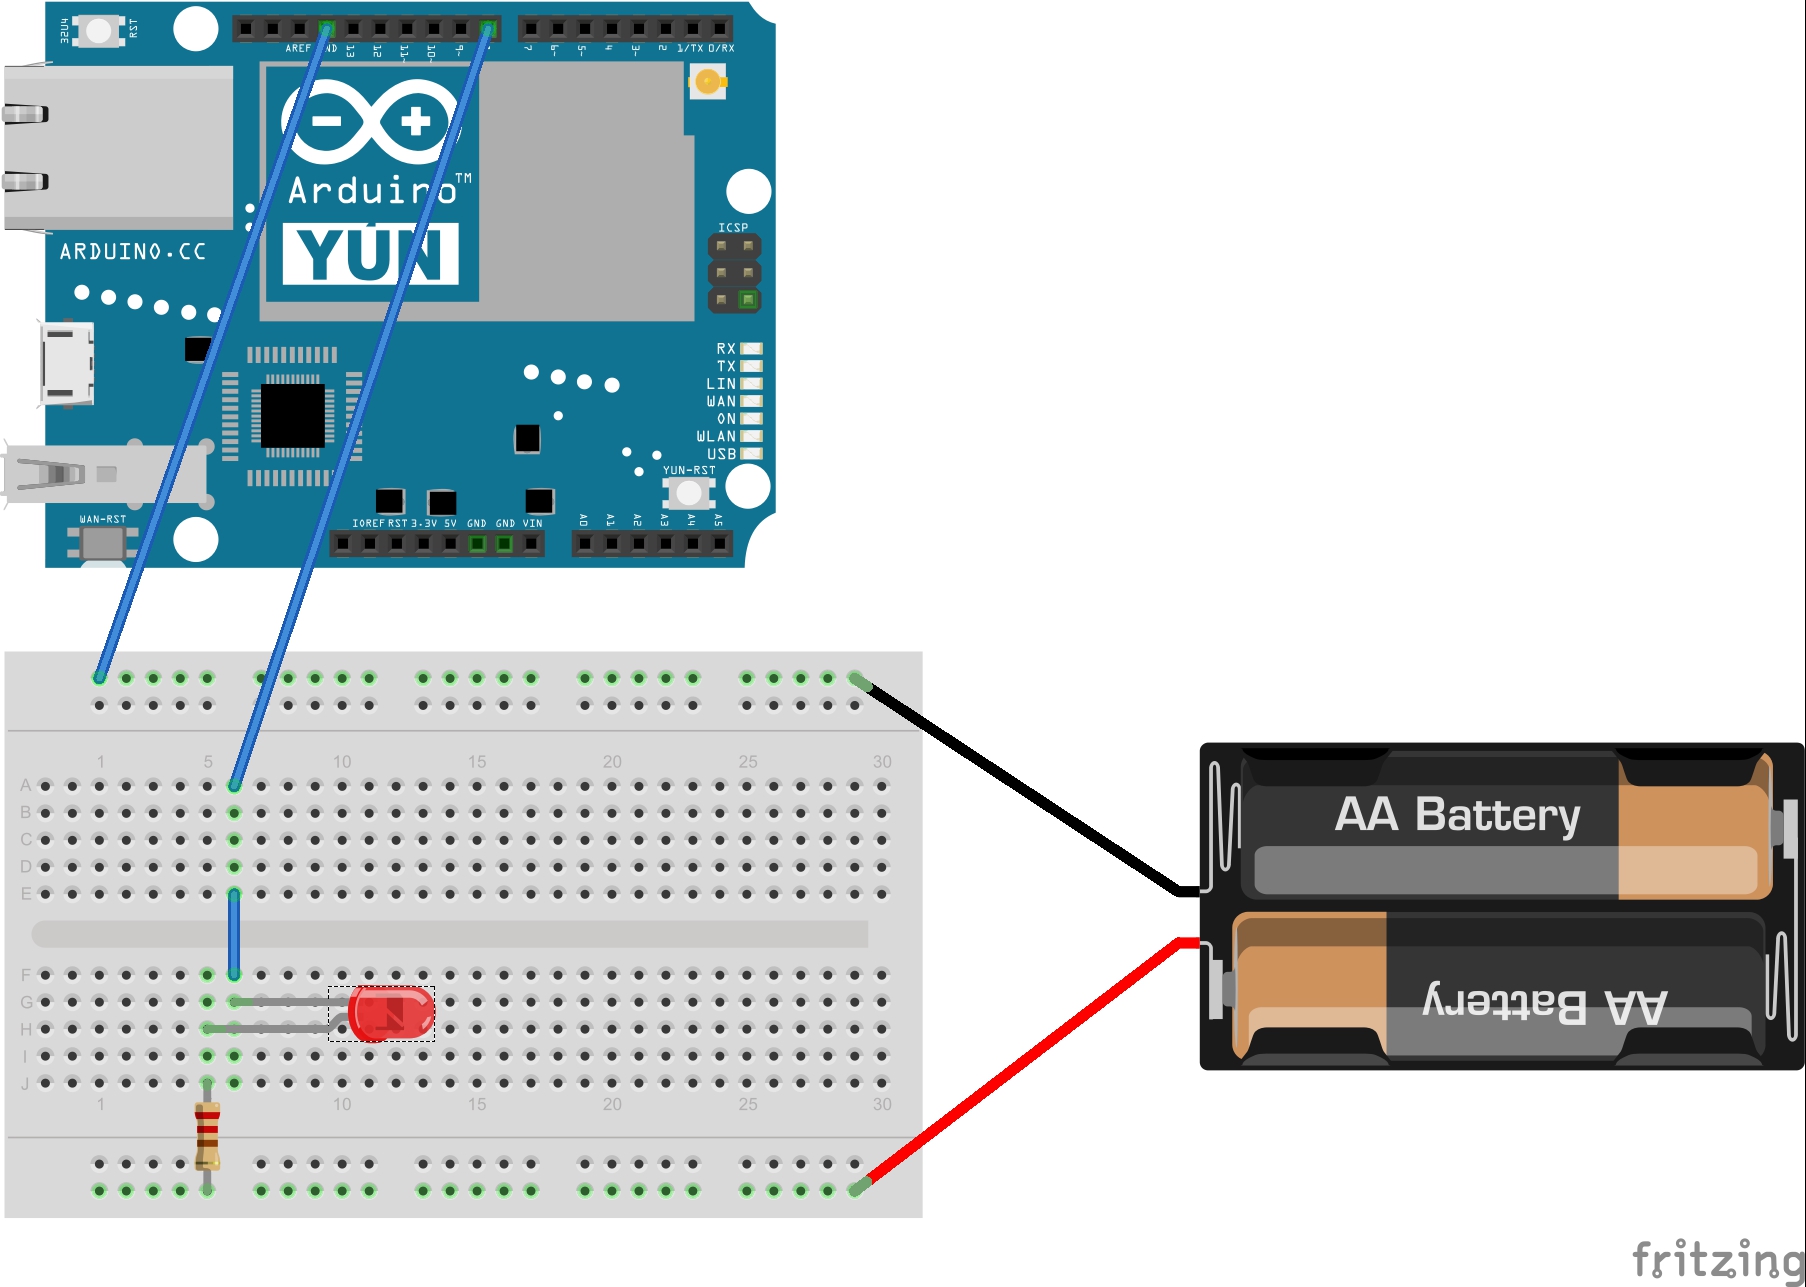 32U4
RST
AREF
GND
13
12
11~
10~
9~
7
6~
5~
4
3~
2
1/TX 0/RX
Arduino™
YÚN
ARDUINO.CC
ICSP
RX
TX
LIN
WAN
ON
WLAN
USB
YUN-RST
WAN-RST
IOREF RST 3.3V 5V GND GND VIN
A0 A1 A2 A3 A4 A5
1 5 10 15 20 25 30
A
B
C
D
E
F
G
H
I
J
1 10 15 20 25 30
AA Battery
AA Battery
fritzing